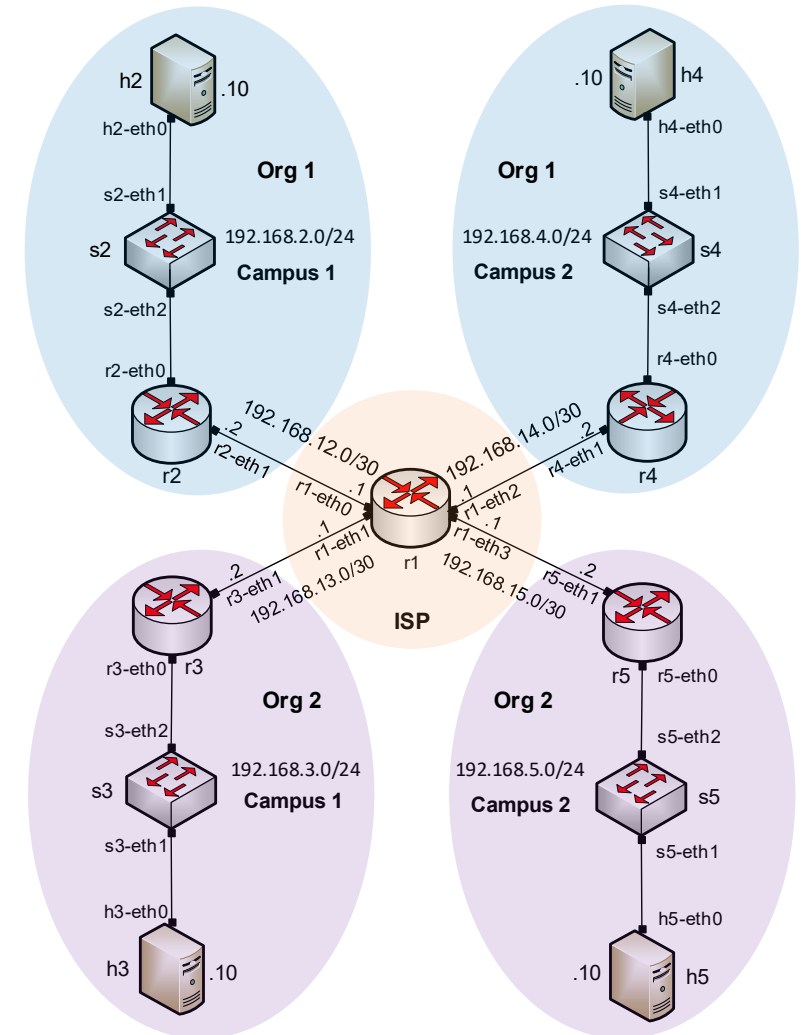 h2
.10
h2-eth0
Org 1
s2-eth1
192.168.2.0/24
s2
Campus 1
s2-eth2
r2-eth0
.2
r2-eth1
r2
192.168.12.0/30
.1
r1-eth0
.10
h4
h4-eth0
Org 1
s4-eth1
192.168.4.0/24
s4
Campus 2
s4-eth2
r4-eth0
.2
r4-eth1
r4
192.168.14.0/30
.1
r1-eth2
r1
ISP
.1
r1-eth1
.2
r3-eth1
192.168.13.0/30
r3-eth0
r3
Org 2
s3-eth2
192.168.3.0/24
s3
Campus 1
s3-eth1
h3-eth0
h3
.10
.1
r1-eth3
.2
r5-eth1
192.168.15.0/30
r5
r5-eth0
Org 2
s5-eth2
192.168.5.0/24
s5
Campus 2
s5-eth1
h5-eth0
.10
h5